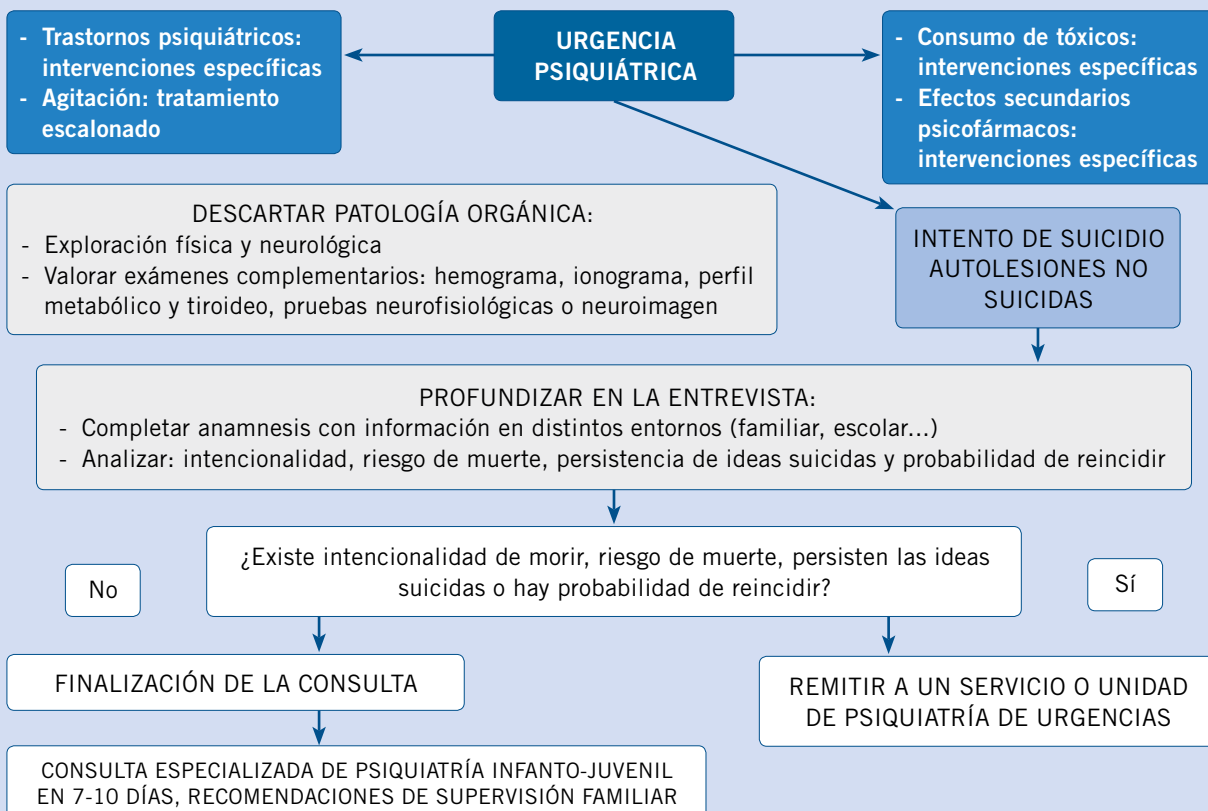 - Trastornos psiquiátricos:
intervenciones específicas
- Agitación: tratamiento
escalonado
URGENCIA
PSIQUIÁTRICA
- Consumo de tóxicos:
intervenciones específicas
- Efectos secundarios
psicofármacos:
intervenciones específicas
DESCARTAR PATOLOGÍA ORGÁNICA:
- Exploración física y neurológica
- Valorar exámenes complementarios: hemograma, ionograma, perfil
metabólico y tiroideo, pruebas neurofisiológicas o neuroimagen
INTENTO DE SUICIDIO
AUTOLESIONES NO
SUICIDAS
PROFUNDIZAR EN LA ENTREVISTA:
- Completar anamnesis con información en distintos entornos (familiar, escolar...)
- Analizar: intencionalidad, riesgo de muerte, persistencia de ideas suicidas y probabilidad de reincidir
¿Existe intencionalidad de morir, riesgo de muerte, persisten las ideas
suicidas o hay probabilidad de reincidir?
No
Sí
FINALIZACIÓN DE LA CONSULTA
REMITIR A UN SERVICIO O UNIDAD
DE PSIQUIATRÍA DE URGENCIAS
CONSULTA ESPECIALIZADA DE PSIQUIATRÍA INFANTO-JUVENIL
EN 7-10 DÍAS, RECOMENDACIONES DE SUPERVISIÓN FAMILIAR